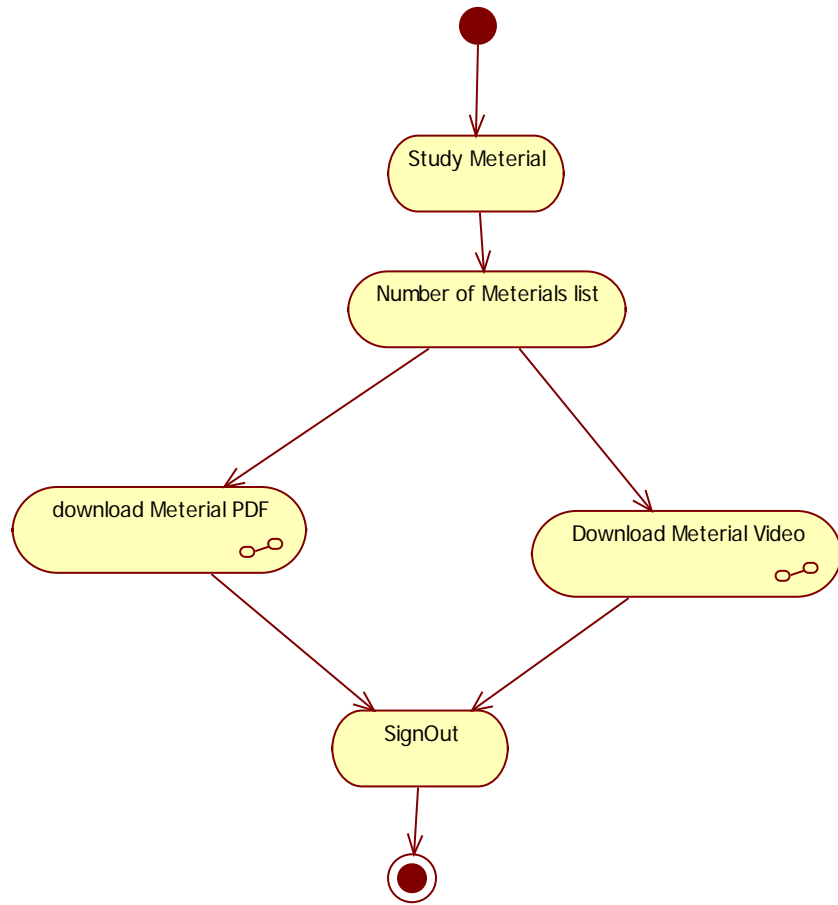 Study Meterial
Number of Meterials list
download Meterial PDF
Download Meterial Video
SignOut